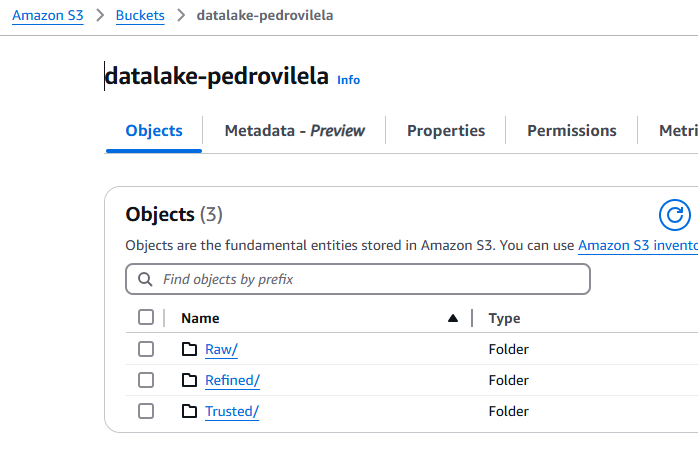 Amazon S3 > Buckets > datalake-pedrovilela
datalake-pedrovilela Info
Objects Metadata - Preview Properties Permissions Metri
Objects (3)
Objects are the fundamental entities stored in Amazon S3. You can use Amazon S3 invento
Find objects by prefix
Name Type
Raw/ Folder
Refined/ Folder
Trusted/ Folder